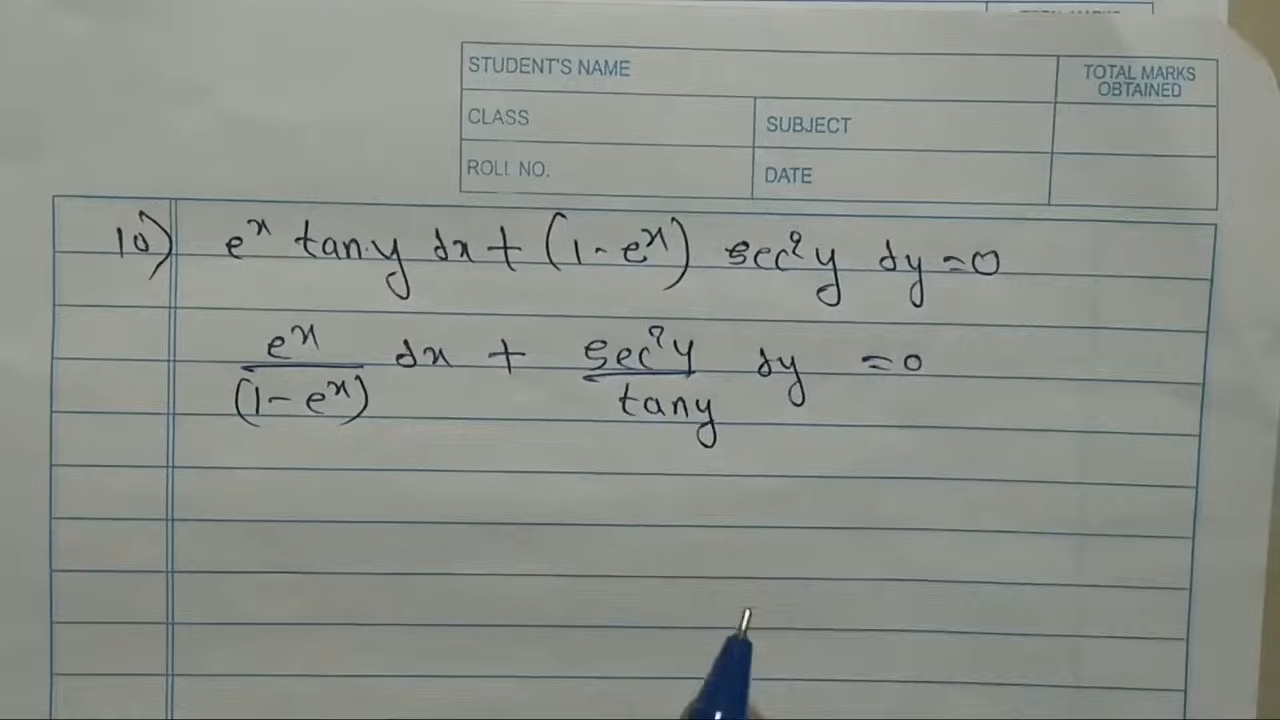 STUDENT'S NAME
TOTAL MARKS
OBTAINED
CLASS
SUBJECT
ROLL NO.
DATE
10) e^x tan y dx + (1 - e^x) sec²y dy = 0
e^x/(1 - e^x) dx + sec²y/tan y dy = 0